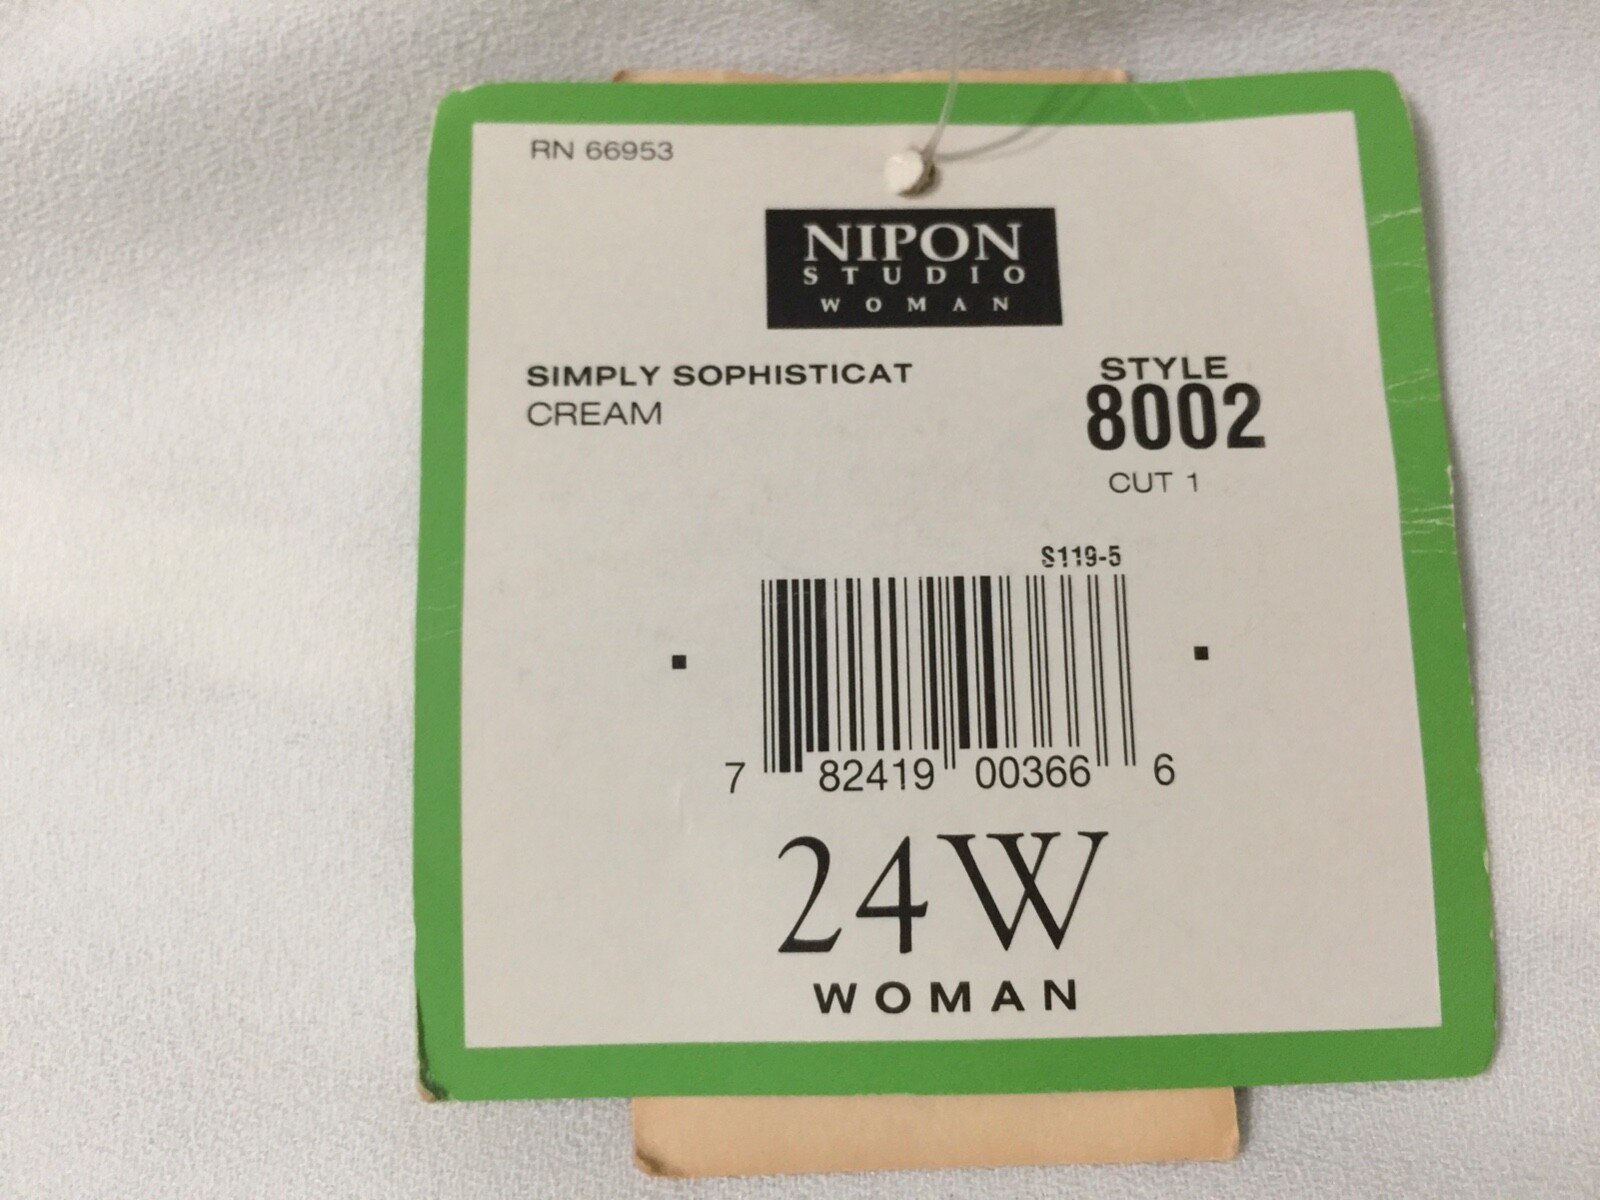 RN 66953
NIPON
STUDIO
WOMAN
SIMPLY SOPHISTICAT
CREAM
STYLE
8002
CUT 1
S119-5
7 82419 00366 6
24W
WOMAN